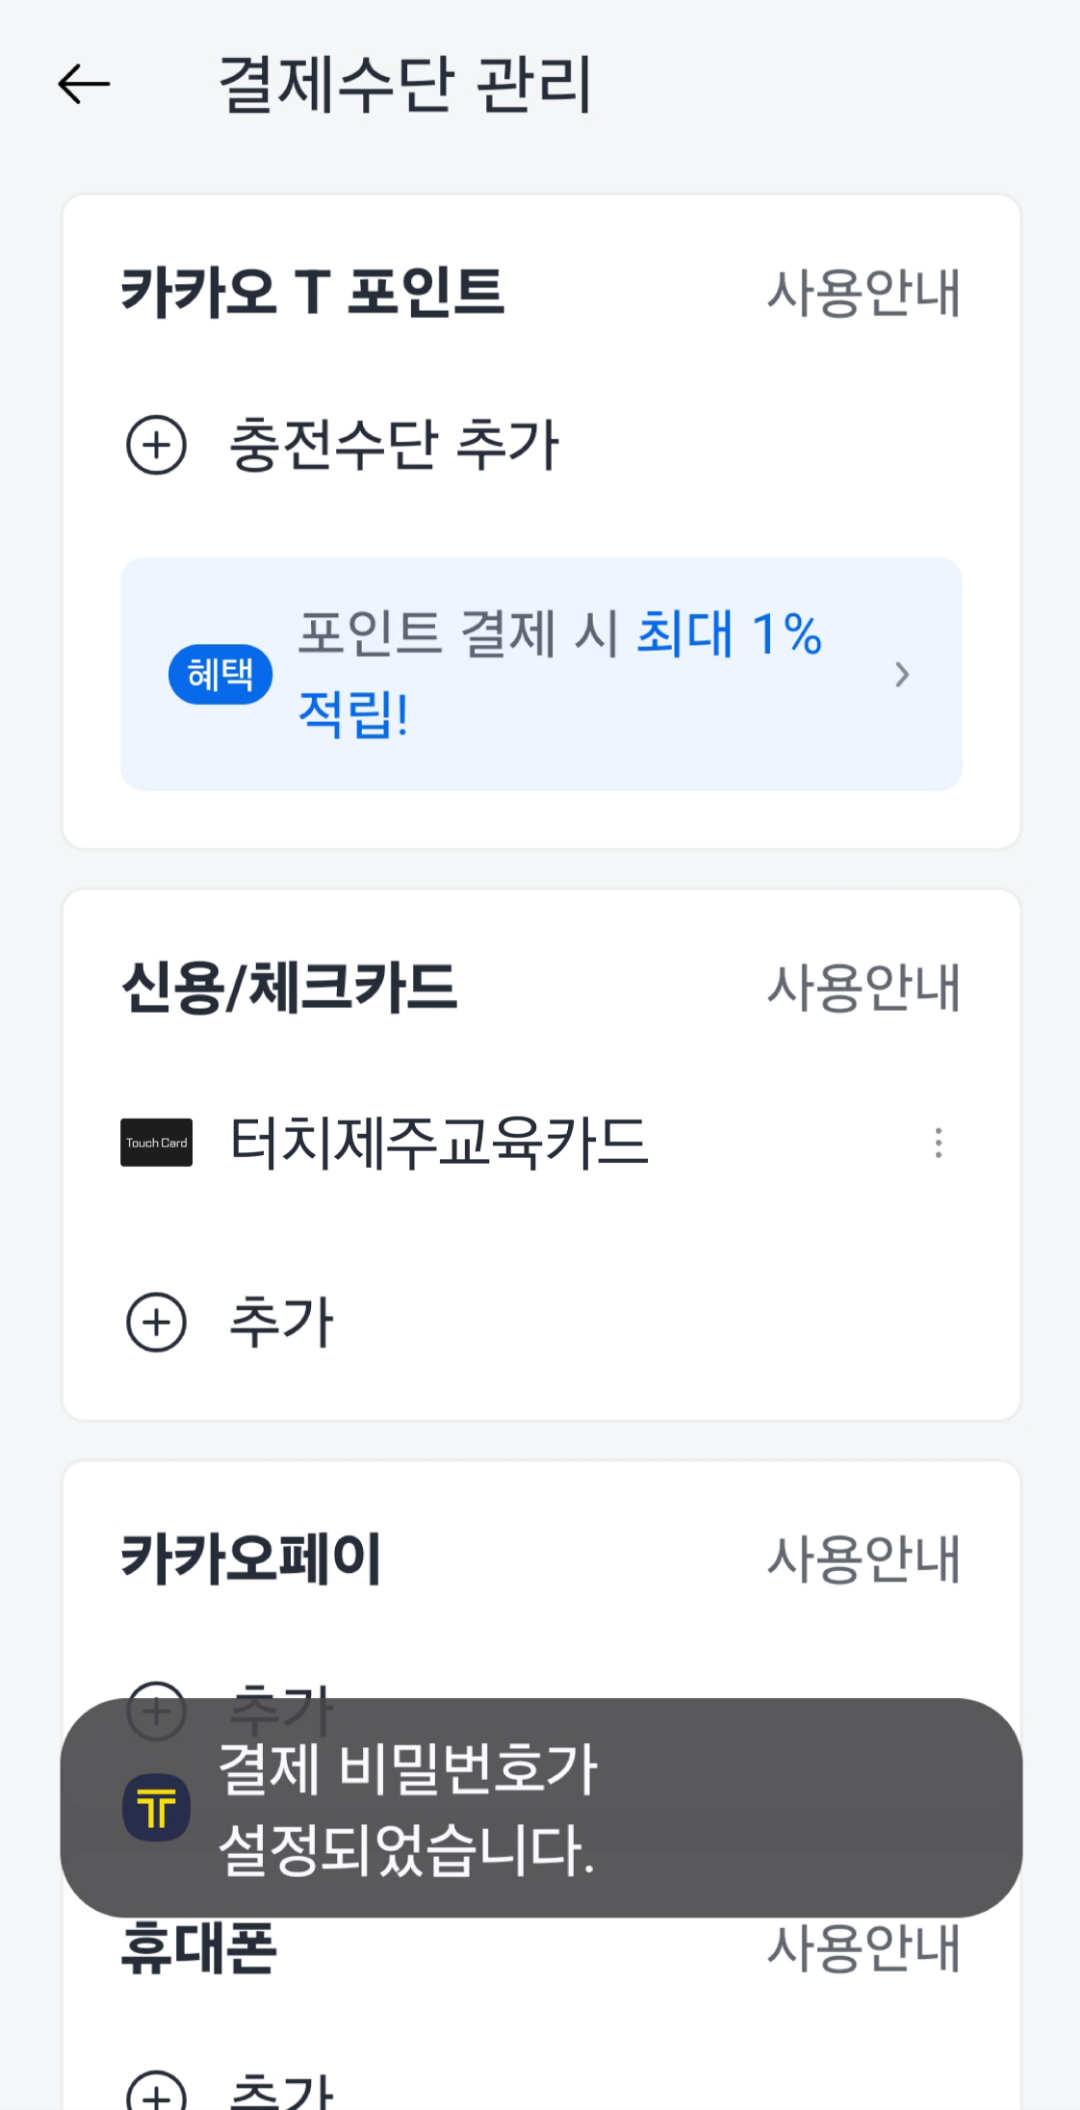 결제수단 관리
카카오 T 포인트 사용안내
충전수단 추가
혜택 포인트 결제 시 최대 1%
적립!
신용/체크카드 사용안내
Touch Card 터치제주교육카드
추가
카카오페이 사용안내
추가
결제 비밀번호가
설정되었습니다.
휴대폰 사용안내
추가